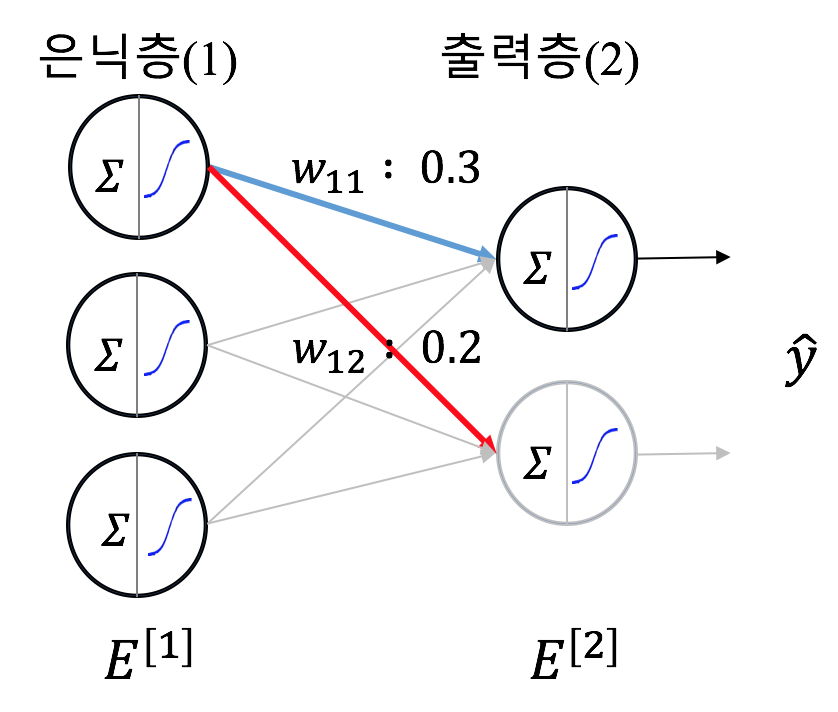 은닉층(1)
출력층(2)
Σ
w₁₁ : 0.3
Σ
Σ
w₁₂ : 0.2
ŷ
Σ
Σ
E^[1]
E^[2]